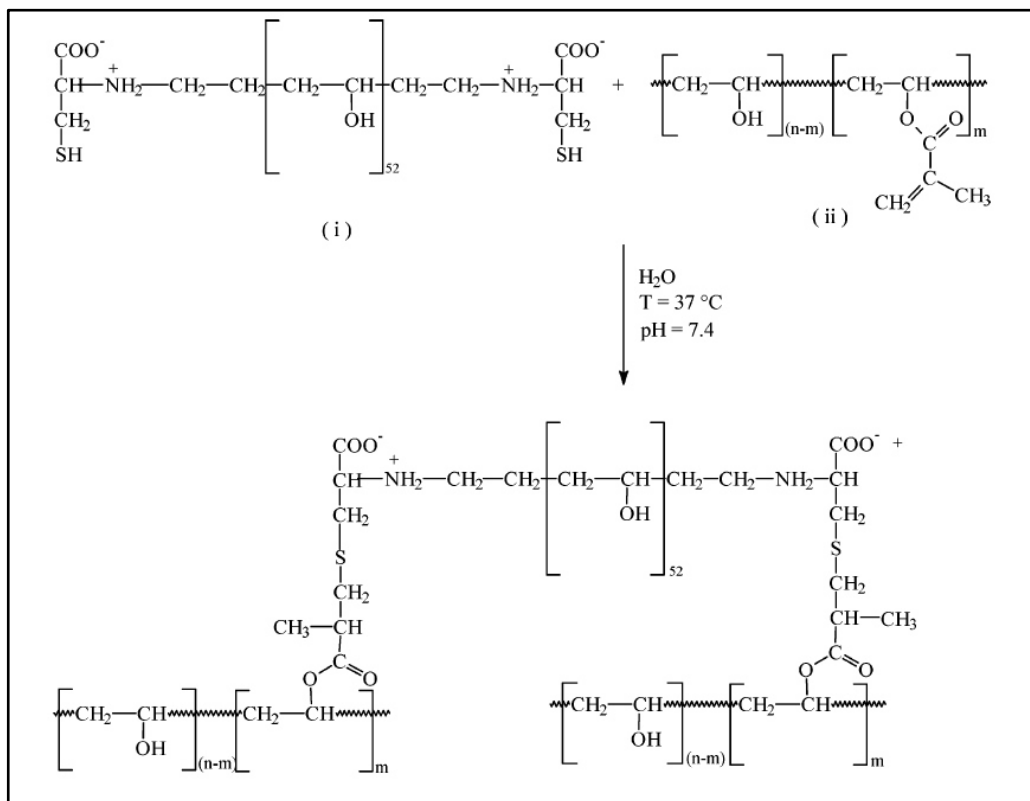 COO⁻ COO⁻
CH—⁺NH₂—CH₂—CH₂—CH₂—CH—CH₂—CH₂—⁺NH₂—CH + —CH₂—CH— —CH₂—CH—
CH₂ OH CH₂ OH (n-m) O O m
SH 52 SH C
C
CH₂ CH₃
( i ) ( ii )
H₂O
T = 37 °C
pH = 7.4
COO⁻ COO⁻ +
CH—⁺NH₂—CH₂—CH₂—CH₂—CH—CH₂—CH₂—NH₂—CH
CH₂ OH CH₂
S 52 S
CH₂ CH₂
CH₃—CH CH—CH₃
C C
O O O O
CH₂—CH CH₂—CH CH₂—CH CH₂—CH
OH (n-m) m OH (n-m) m